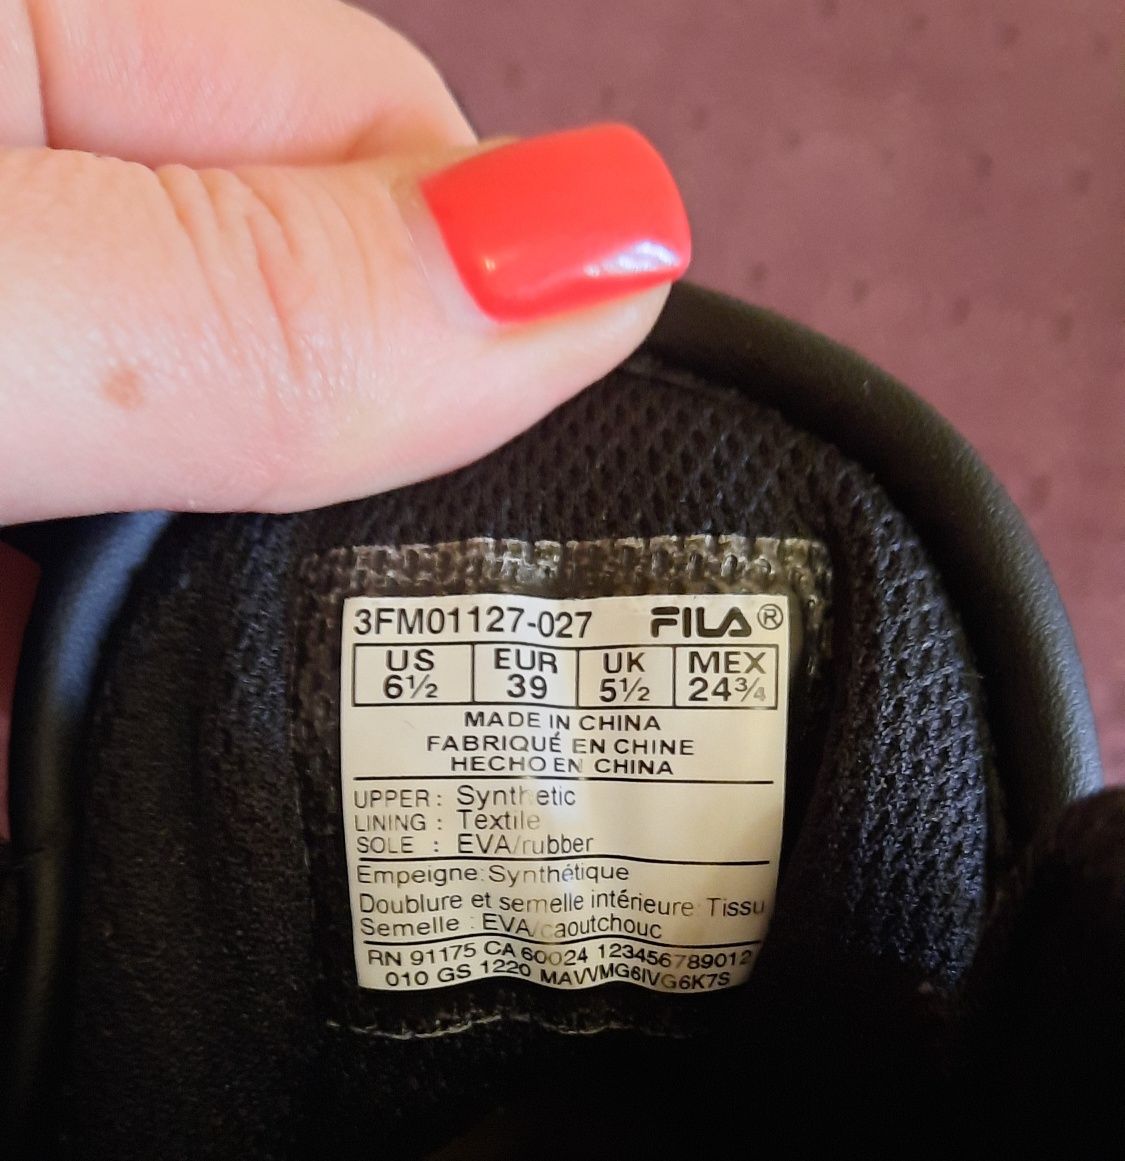 3FM01127-027 FILA®
US EUR UK MEX
6½ 39 5½ 24¾
MADE IN CHINA
FABRIQUÉ EN CHINE
HECHO EN CHINA
UPPER : Synthetic
LINING : Textile
SOLE : EVA/rubber
Empeigne: Synthétique
Doublure et semelle intérieure: Tissu
Semelle : EVA/caoutchouc
RN 91175 CA 60024 123456789012
010 GS 1220